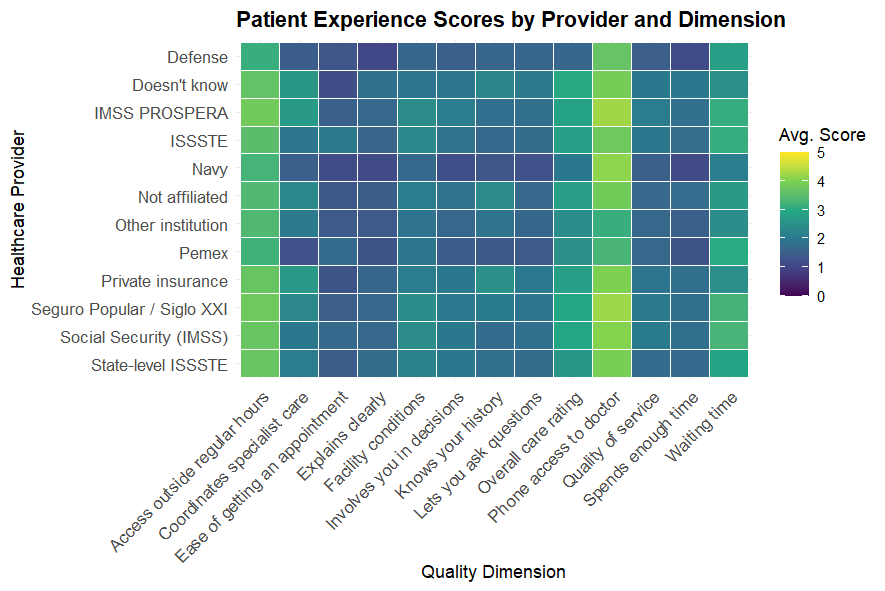 Patient Experience Scores by Provider and Dimension
Healthcare Provider
Defense
Doesn't know
IMSS PROSPERA
ISSSTE
Navy
Not affiliated
Other institution
Pemex
Private insurance
Seguro Popular / Siglo XXI
Social Security (IMSS)
State-level ISSSTE
Avg. Score
5
4
3
2
1
0
Access outside regular hours
Coordinates specialist care
Ease of getting an appointment
Explains clearly
Facility conditions
Involves you in decisions
Knows your history
Lets you ask questions
Overall care rating
Phone access to doctor
Quality of service
Spends enough time
Waiting time
Quality Dimension